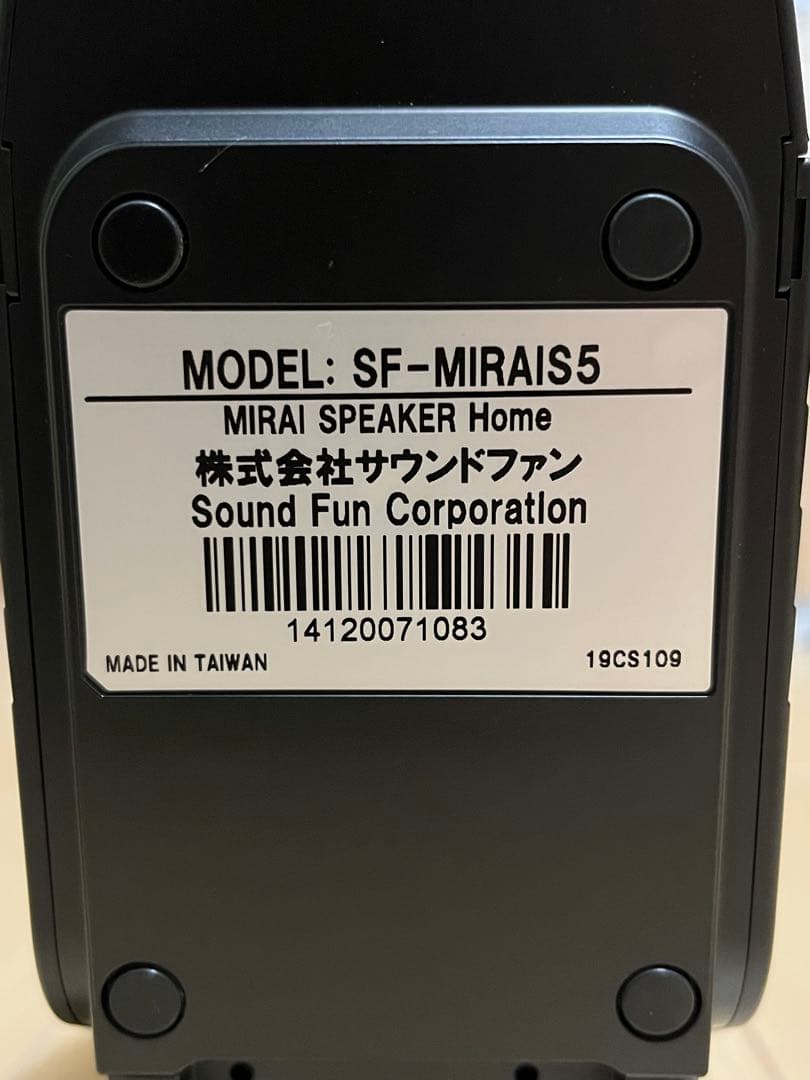 MODEL: SF-MIRAIS5
MIRAI SPEAKER Home
株式会社サウンドファン
Sound Fun Corporation
14120071083
MADE IN TAIWAN
19CS109